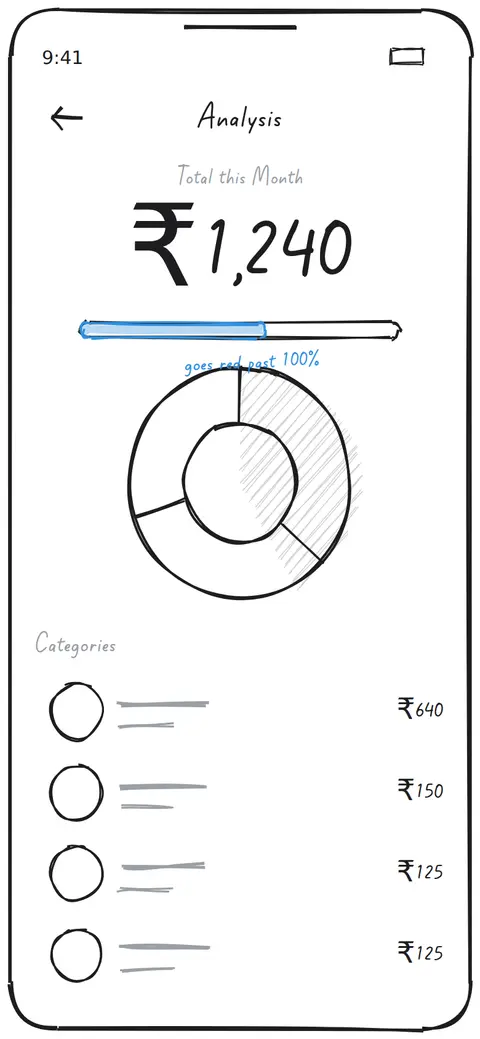 9:41
Analysis
Total this Month
₹1,240
goes red past 100%
Categories
₹640
₹150
₹125
₹125